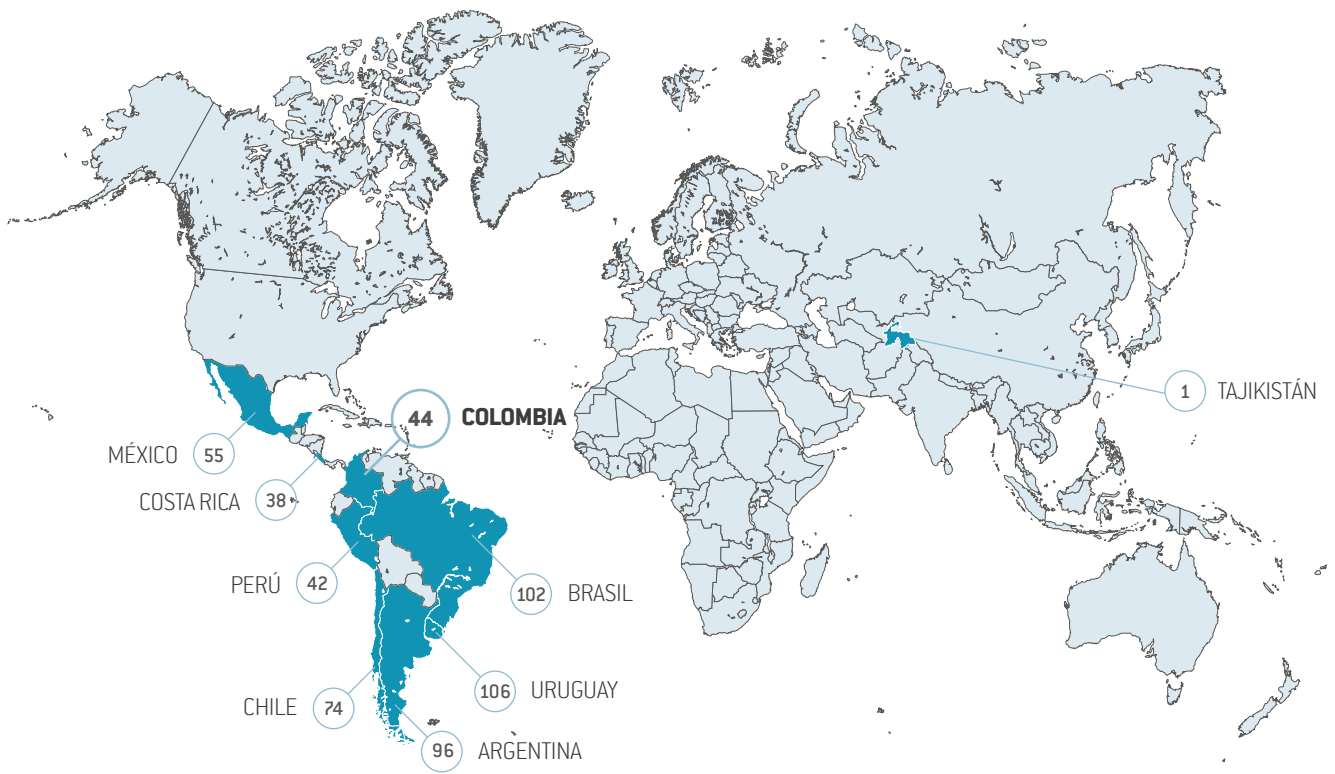 1 TAJIKISTÁN
44 COLOMBIA
MÉXICO 55
COSTA RICA 38
PERÚ 42
102 BRASIL
106 URUGUAY
CHILE 74
96 ARGENTINA